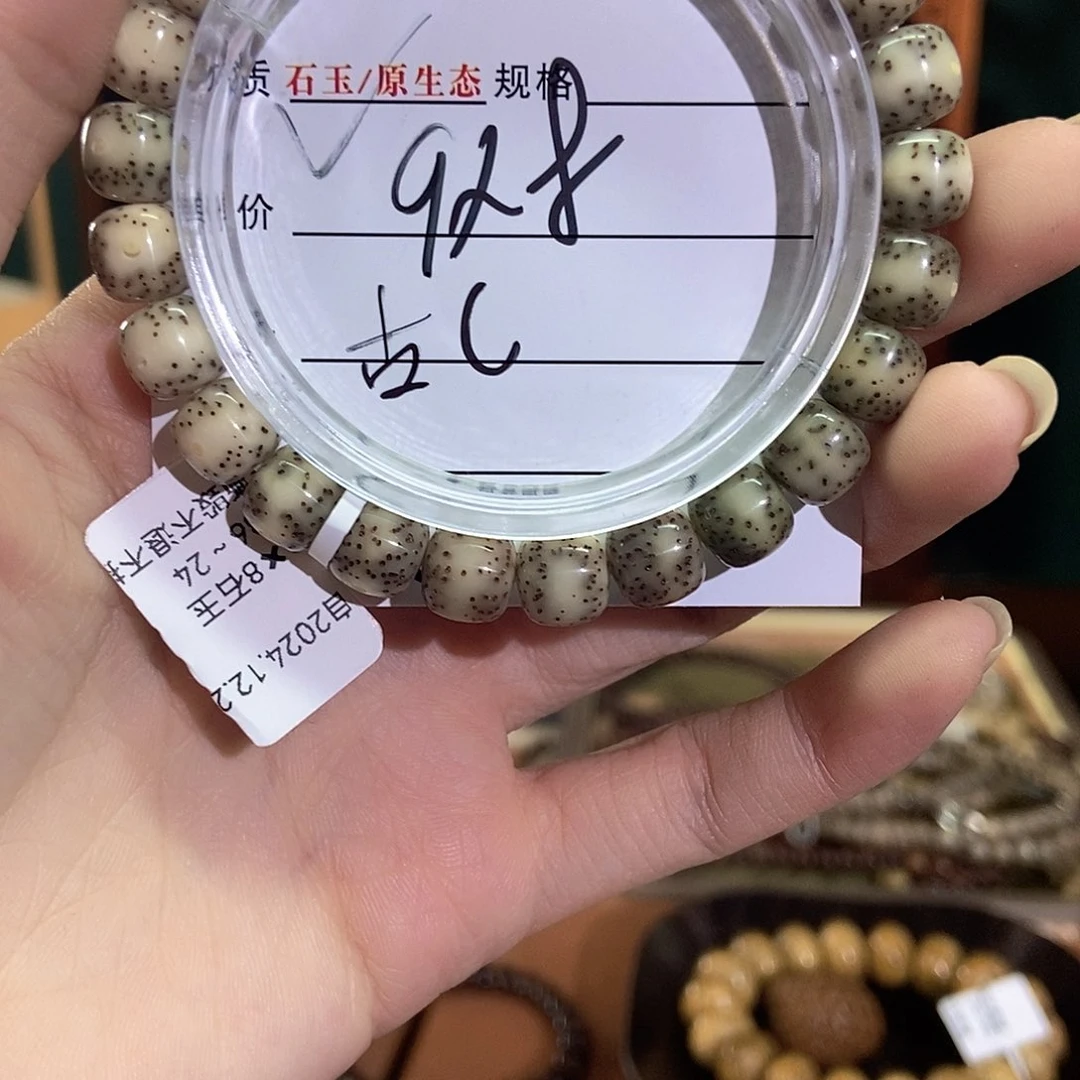 质 石玉/原生态 规格
价 928
古C
不退不
6~24
×8石玉
自2024.12.2